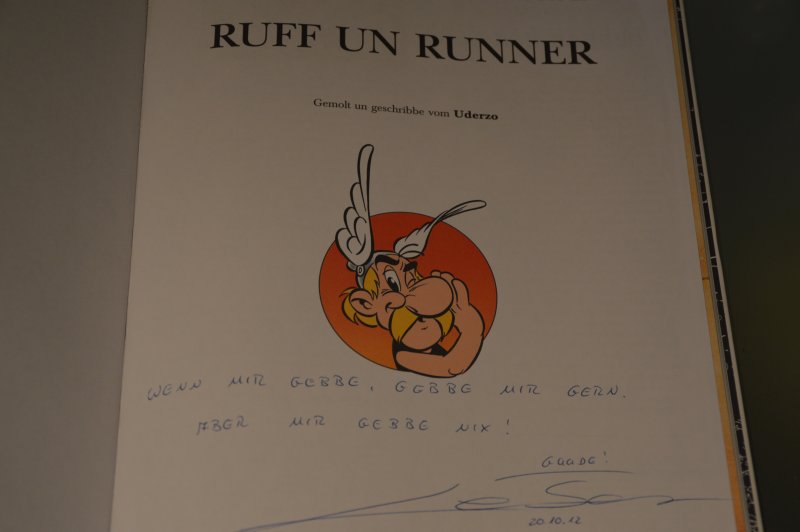 RUFF UN RUNNER
Gemolt un geschribbe vom Uderzo
WENN MIR GEBBE, GEBBE MIR GERN.
ABER MIR GEBBE NIX!
GUUDE!
20.10.12